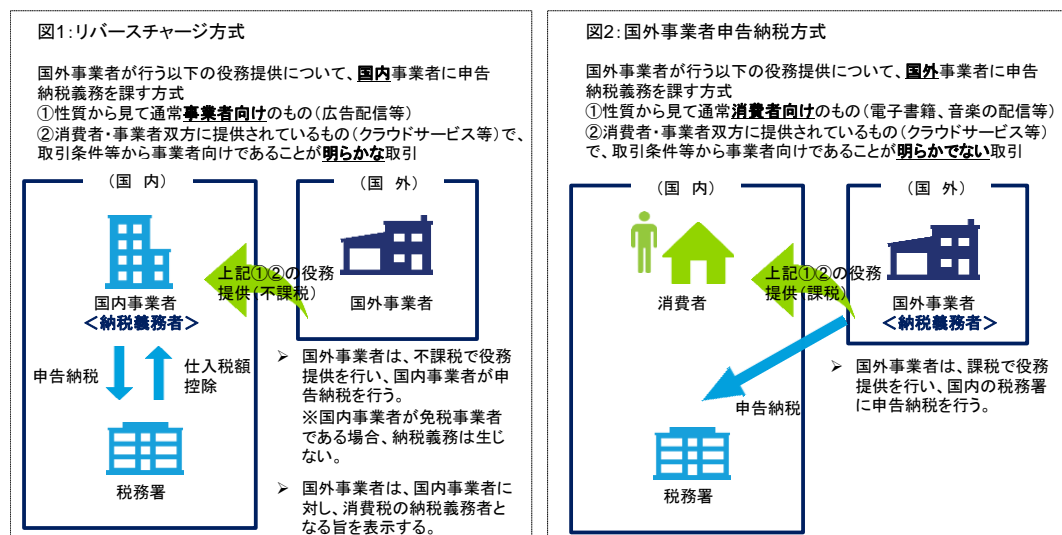 図1：リバースチャージ方式
国外事業者が行う以下の役務提供について、国内事業者に申告
納税義務を課す方式
①性質から見て通常事業者向けのもの（広告配信等）
②消費者・事業者双方に提供されているもの（クラウドサービス等）で、
取引条件等から事業者向けであることが明らかな取引
（国 内）
（国 外）
上記①②の役務
提供（不課税）
国内事業者
＜納税義務者＞
国外事業者
申告納税
仕入税額
控除
税務署
➢ 国外事業者は、不課税で役務
提供を行い、国内事業者が申
告納税を行う。
※国内事業者が免税事業者
である場合、納税義務は生じ
ない。
➢ 国外事業者は、国内事業者に
対し、消費税の納税義務者と
なる旨を表示する。
図2：国外事業者申告納税方式
国外事業者が行う以下の役務提供について、国外事業者に申告
納税義務を課す方式
①性質から見て通常消費者向けのもの（電子書籍、音楽の配信等）
②消費者・事業者双方に提供されているもの（クラウドサービス等）
で、取引条件等から事業者向けであることが明らかでない取引
（国 内）
（国 外）
上記①②の役務
提供（課税）
消費者
国外事業者
＜納税義務者＞
申告納税
税務署
➢ 国外事業者は、課税で役務
提供を行い、国内の税務署
に申告納税を行う。